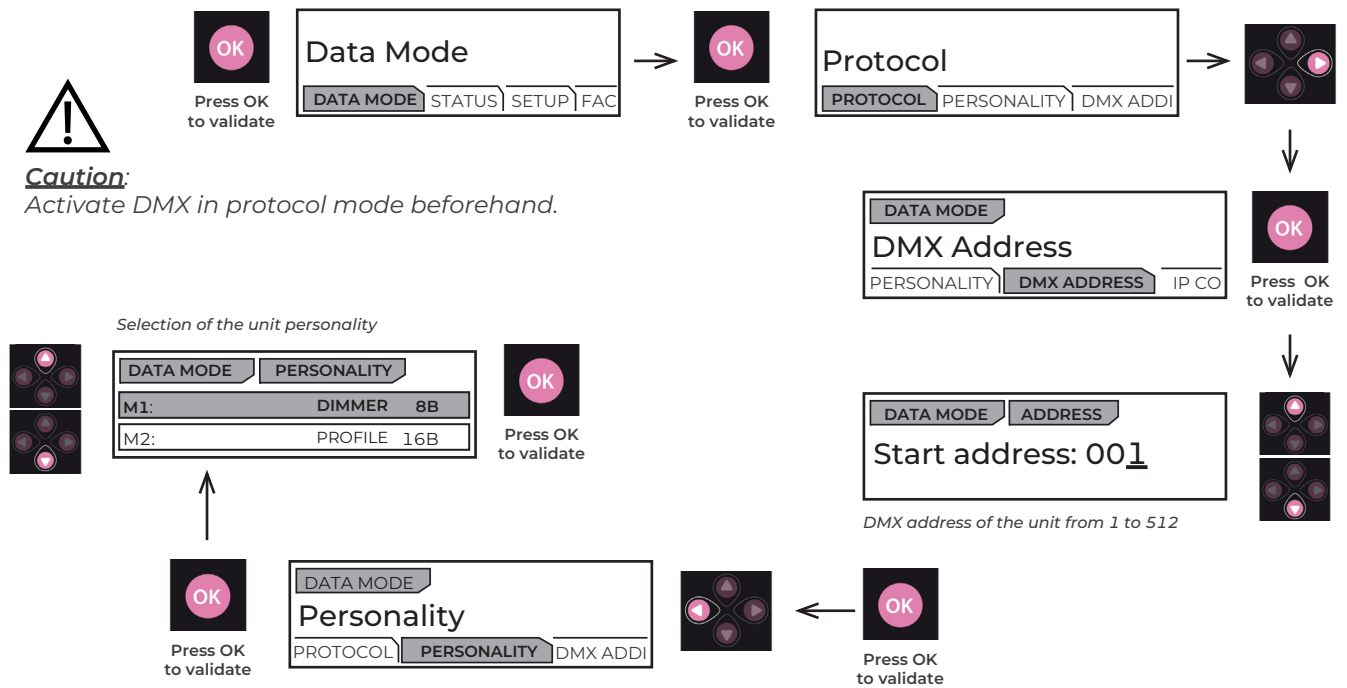 OK
Press OK
to validate
Data Mode
DATA MODE STATUS SETUP FAC
OK
Press OK
to validate
Protocol
PROTOCOL PERSONALITY DMX ADDI
Caution:
Activate DMX in protocol mode beforehand.
DATA MODE
DMX Address
PERSONALITY DMX ADDRESS IP CO
OK
Press OK
to validate
DATA MODE ADDRESS
Start address: 001
DMX address of the unit from 1 to 512
OK
Press OK
to validate
DATA MODE
Personality
PROTOCOL PERSONALITY DMX ADDI
OK
Press OK
to validate
Selection of the unit personality
DATA MODE PERSONALITY
M1: DIMMER 8B
M2: PROFILE 16B
OK
Press OK
to validate